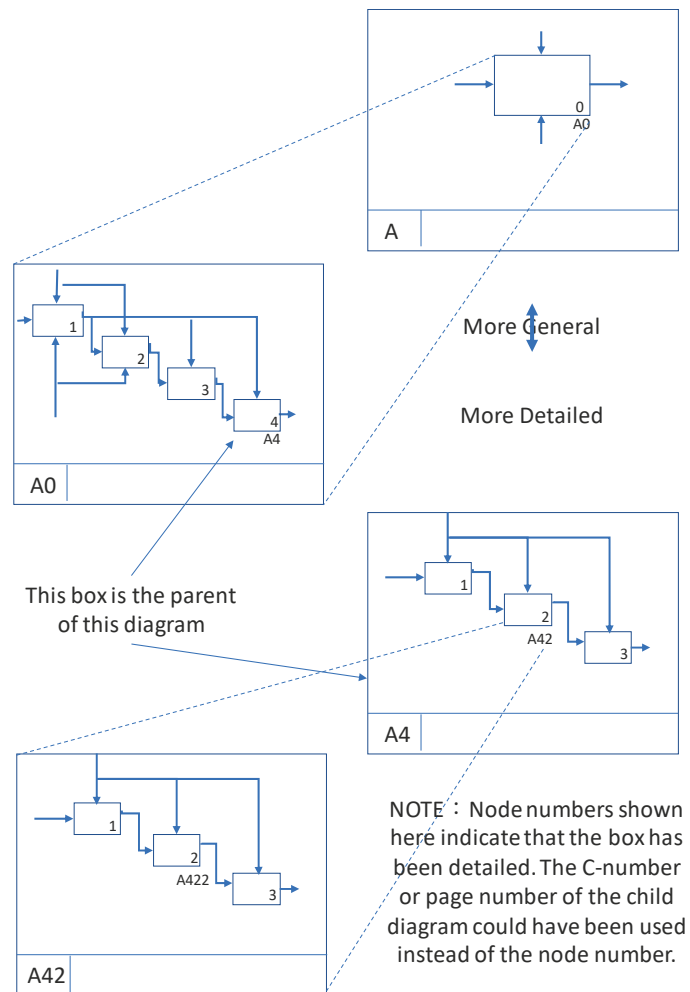 0
A0
A
1
2
3
4
A4
A0
More General
More Detailed
This box is the parent
of this diagram
1
2
A42
3
A4
1
2
A422
3
A42
NOTE： Node numbers shown
here indicate that the box has
been detailed. The C-number
or page number of the child
diagram could have been used
instead of the node number.